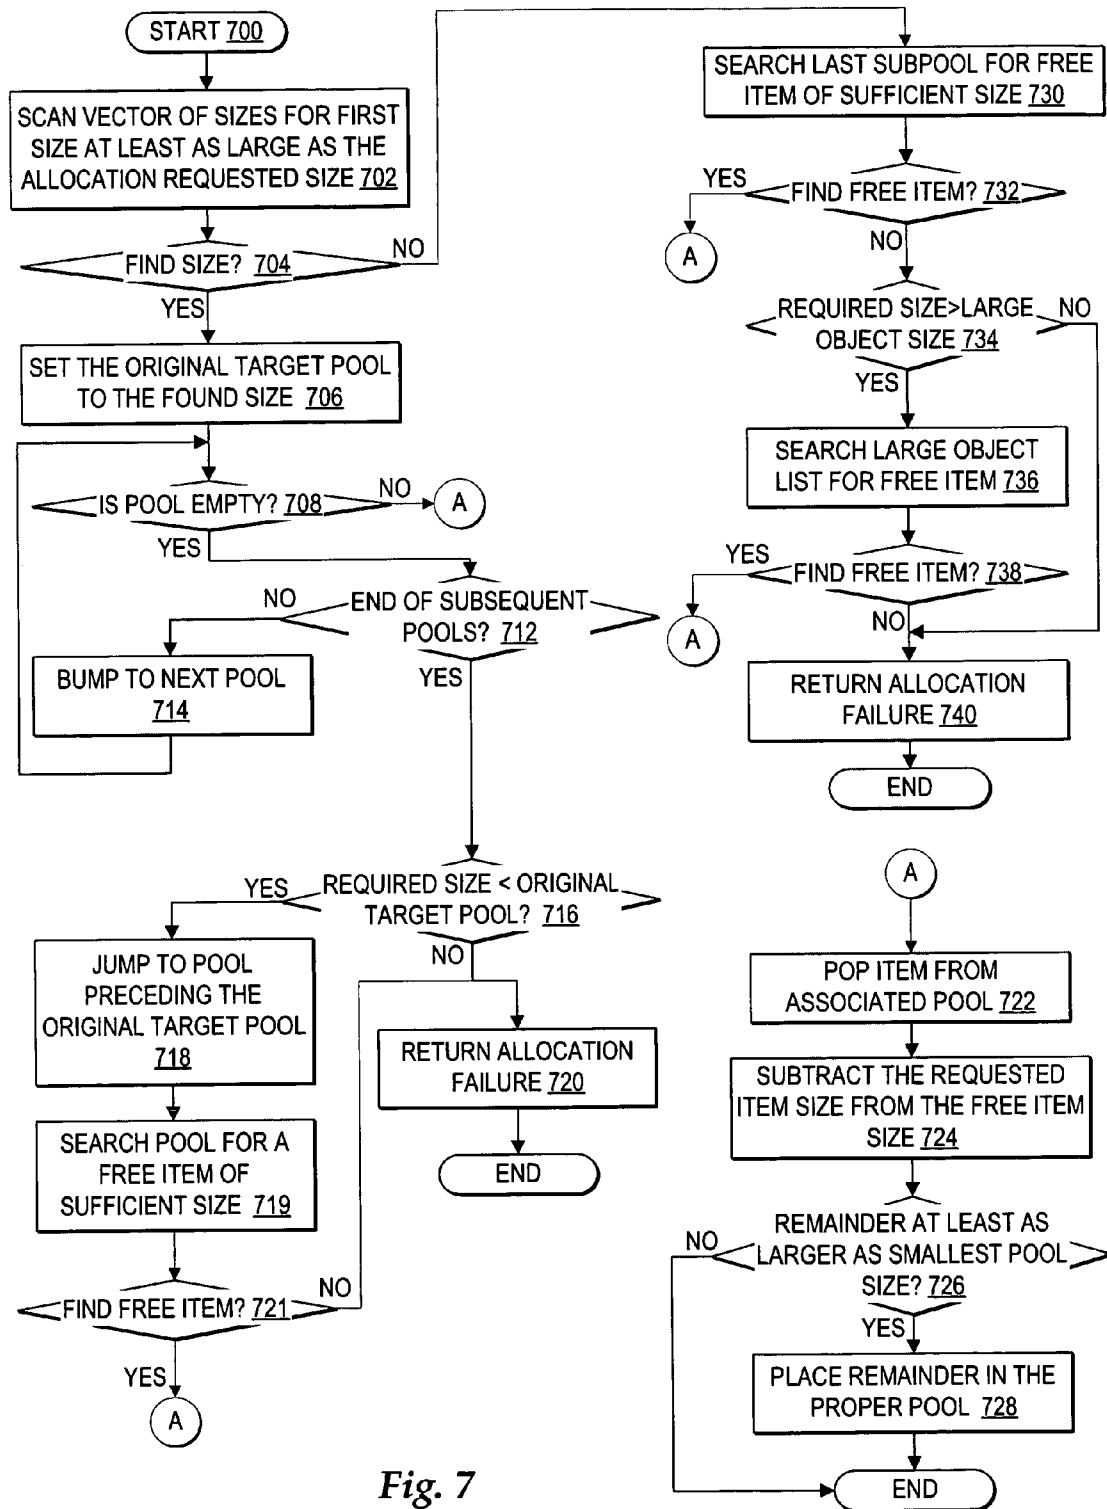 START 700
SCAN VECTOR OF SIZES FOR FIRST
SIZE AT LEAST AS LARGE AS THE
ALLOCATION REQUESTED SIZE 702
FIND SIZE? 704
NO
YES
SET THE ORIGINAL TARGET POOL
TO THE FOUND SIZE 706
IS POOL EMPTY? 708
NO
A
YES
END OF SUBSEQUENT
POOLS? 712
NO
YES
BUMP TO NEXT POOL
714
REQUIRED SIZE < ORIGINAL
TARGET POOL? 716
YES
NO
JUMP TO POOL
PRECEDING THE
ORIGINAL TARGET POOL
718
SEARCH POOL FOR A
FREE ITEM OF
SUFFICIENT SIZE 719
FIND FREE ITEM? 721
NO
YES
A
RETURN ALLOCATION
FAILURE 720
END
SEARCH LAST SUBPOOL FOR FREE
ITEM OF SUFFICIENT SIZE 730
FIND FREE ITEM? 732
YES
A
NO
REQUIRED SIZE>LARGE
OBJECT SIZE 734
NO
YES
SEARCH LARGE OBJECT
LIST FOR FREE ITEM 736
FIND FREE ITEM? 738
YES
A
NO
RETURN ALLOCATION
FAILURE 740
END
A
POP ITEM FROM
ASSOCIATED POOL 722
SUBTRACT THE REQUESTED
ITEM SIZE FROM THE FREE ITEM
SIZE 724
REMAINDER AT LEAST AS
LARGER AS SMALLEST POOL
SIZE? 726
NO
YES
PLACE REMAINDER IN THE
PROPER POOL 728
END
Fig. 7